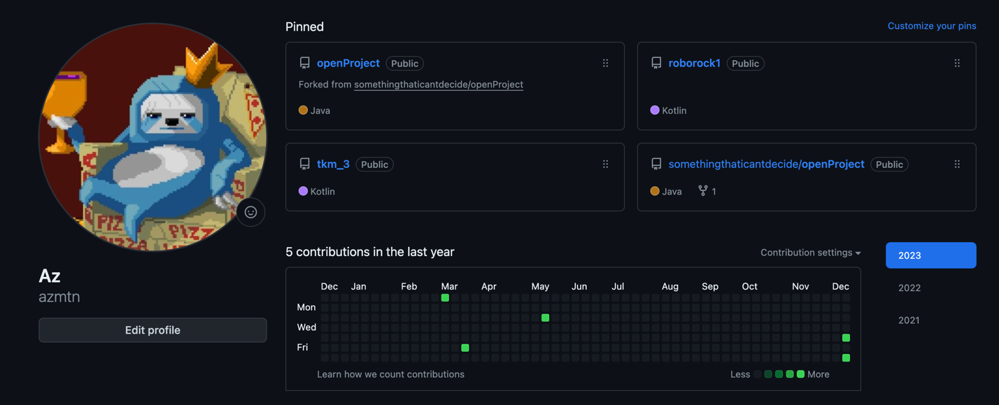 Pinned
Customize your pins
openProject Public
Forked from somethingthaticantdecide/openProject
Java
roborock1 Public
Kotlin
tkm_3 Public
Kotlin
somethingthaticantdecide/openProject Public
Java 1
PIZ
PIZZ
PIZZA
Az
azmtn
Edit profile
5 contributions in the last year
Contribution settings
Dec Jan Feb Mar Apr May Jun Jul Aug Sep Oct Nov Dec
Mon
Wed
Fri
Learn how we count contributions
Less More
2023
2022
2021